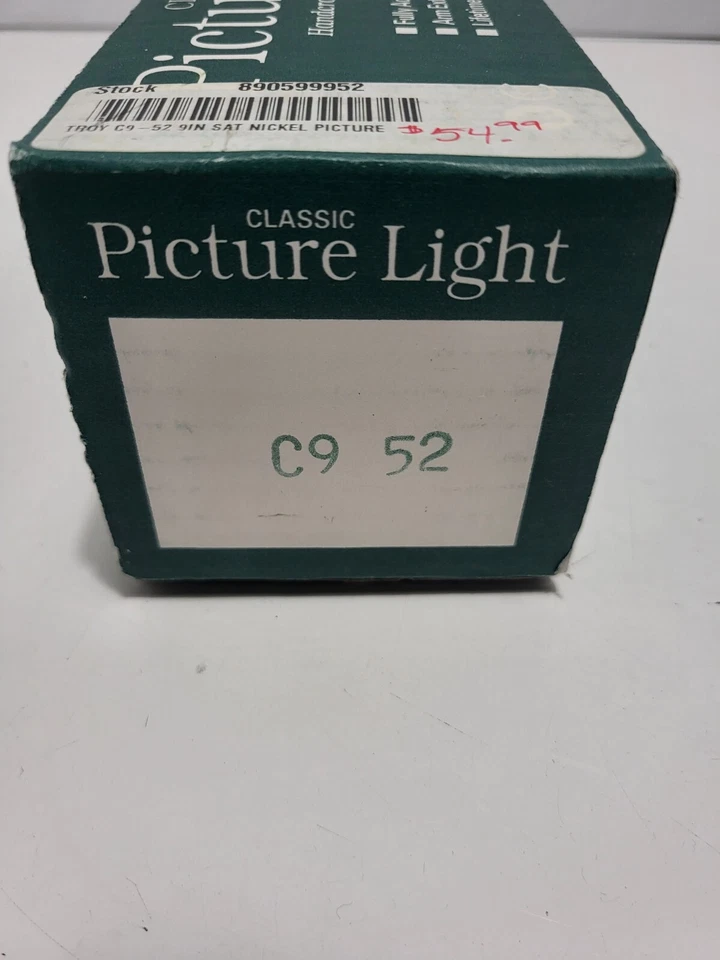 Stock 890599952
TROY C9-52 9IN SAT NICKEL PICTURE $54.99
CLASSIC
Picture Light
C9 52